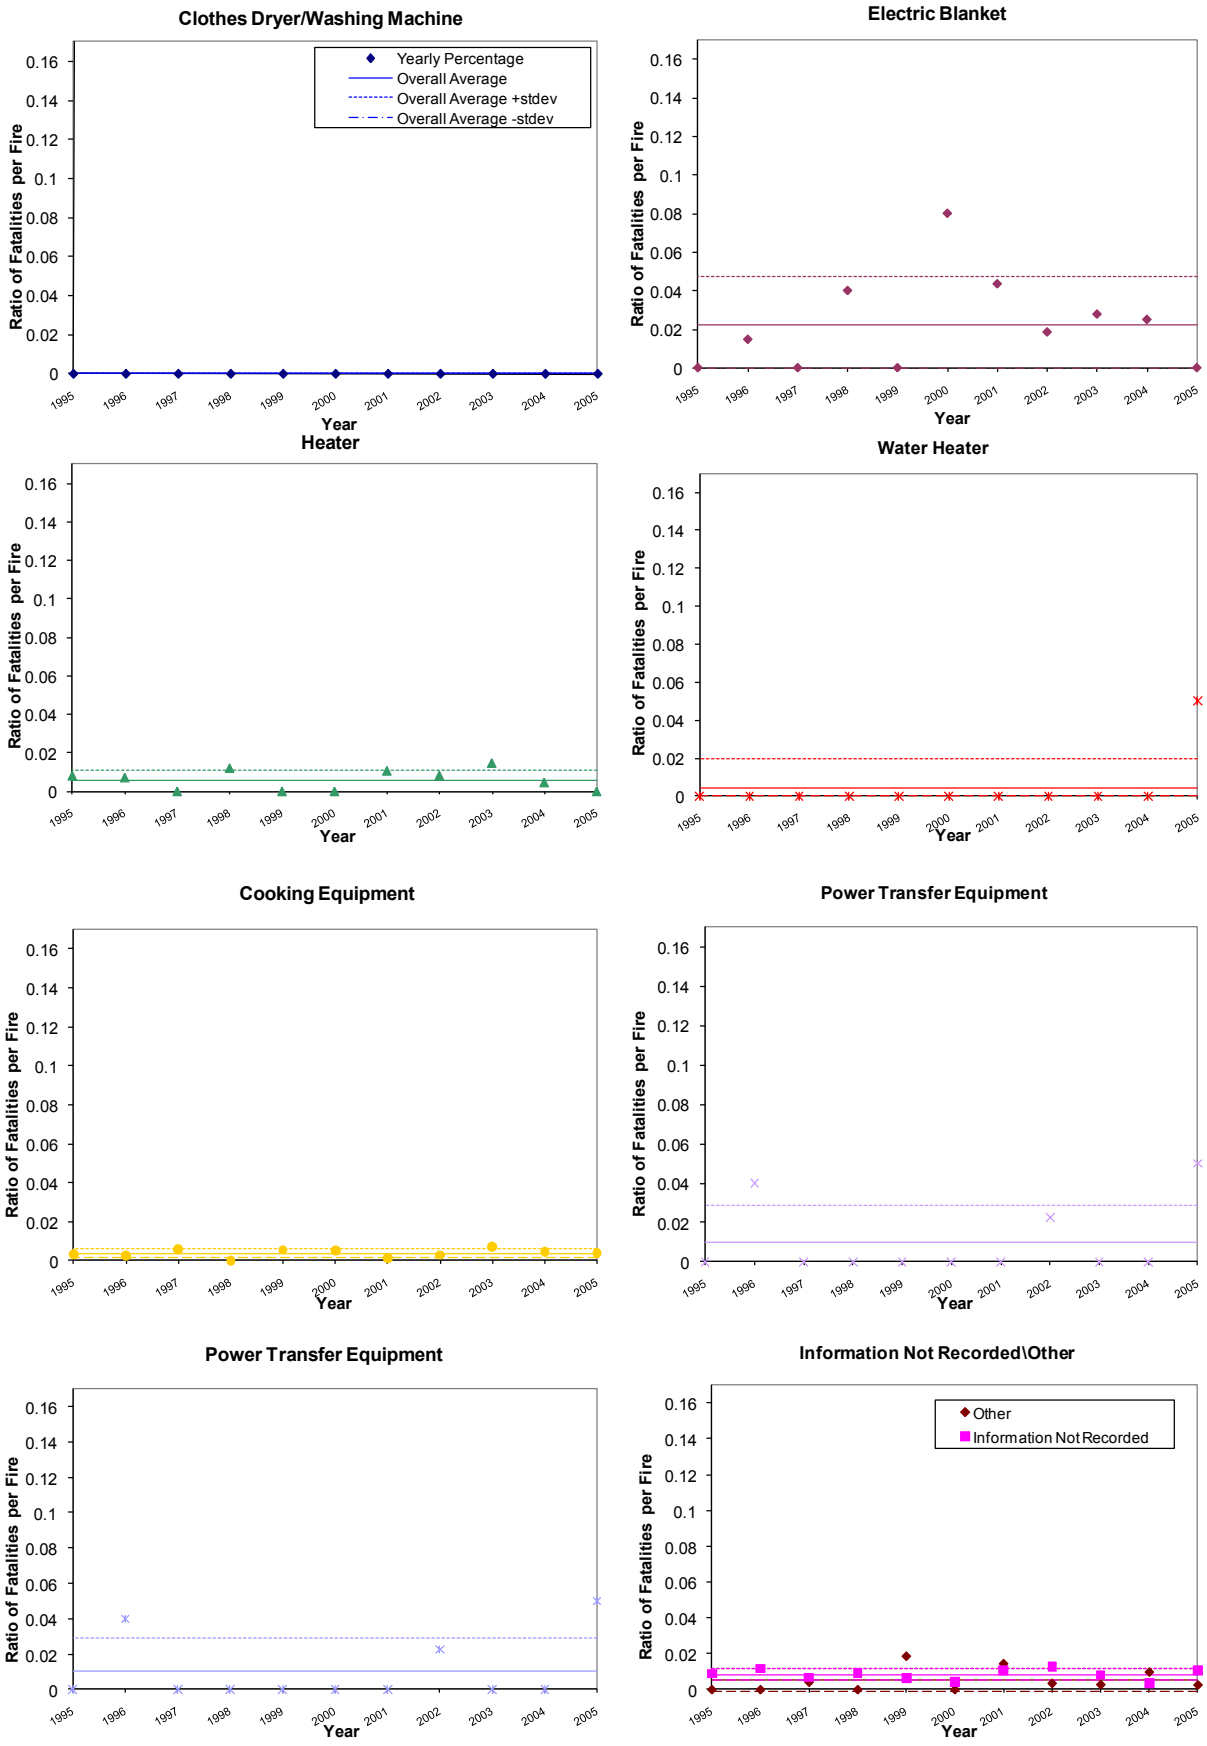 Clothes Dryer/Washing Machine
Ratio of Fatalities per Fire
0.16
0.14
0.12
0.1
0.08
0.06
0.04
0.02
0
Yearly Percentage
Overall Average
Overall Average +stdev
Overall Average -stdev
1995 1996 1997 1998 1999 2000 2001 2002 2003 2004 2005
Year
Electric Blanket
Ratio of Fatalities per Fire
0.16
0.14
0.12
0.1
0.08
0.06
0.04
0.02
0
1995 1996 1997 1998 1999 2000 2001 2002 2003 2004 2005
Year
Heater
Ratio of Fatalities per Fire
0.16
0.14
0.12
0.1
0.08
0.06
0.04
0.02
0
1995 1996 1997 1998 1999 2000 2001 2002 2003 2004 2005
Year
Water Heater
Ratio of Fatalities per Fire
0.16
0.14
0.12
0.1
0.08
0.06
0.04
0.02
0
1995 1996 1997 1998 1999 2000 2001 2002 2003 2004 2005
Year
Cooking Equipment
Ratio of Fatalities per Fire
0.16
0.14
0.12
0.1
0.08
0.06
0.04
0.02
0
1995 1996 1997 1998 1999 2000 2001 2002 2003 2004 2005
Year
Power Transfer Equipment
Ratio of Fatalities per Fire
0.16
0.14
0.12
0.1
0.08
0.06
0.04
0.02
0
1995 1996 1997 1998 1999 2000 2001 2002 2003 2004 2005
Year
Power Transfer Equipment
Ratio of Fatalities per Fire
0.16
0.14
0.12
0.1
0.08
0.06
0.04
0.02
0
1995 1996 1997 1998 1999 2000 2001 2002 2003 2004 2005
Year
Information Not Recorded\Other
Ratio of Fatalities per Fire
0.16
0.14
0.12
0.1
0.08
0.06
0.04
0.02
0
Other
Information Not Recorded
1995 1996 1997 1998 1999 2000 2001 2002 2003 2004 2005
Year